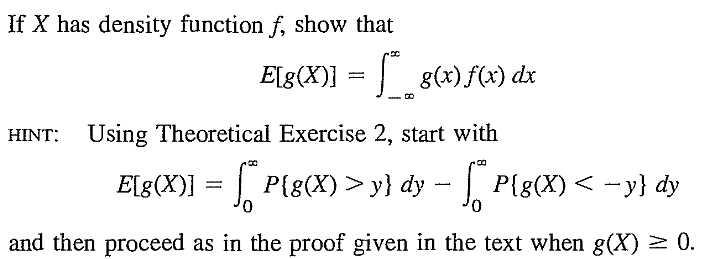 If X has density function f, show that
E[g(X)] = ∫_{-∞}^{∞} g(x) f(x) dx
HINT: Using Theoretical Exercise 2, start with
E[g(X)] = ∫_0^∞ P{g(X) > y} dy − ∫_0^∞ P{g(X) < −y} dy
and then proceed as in the proof given in the text when g(X) ≥ 0.